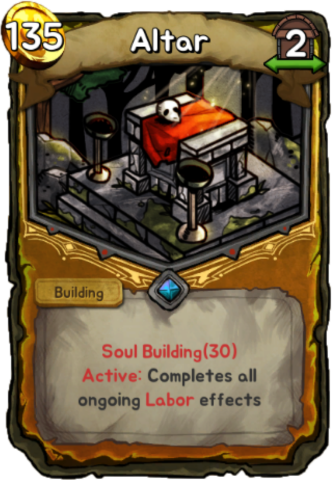 135
Altar
2
Building
Soul Building(30)
Active: Completes all
ongoing Labor effects